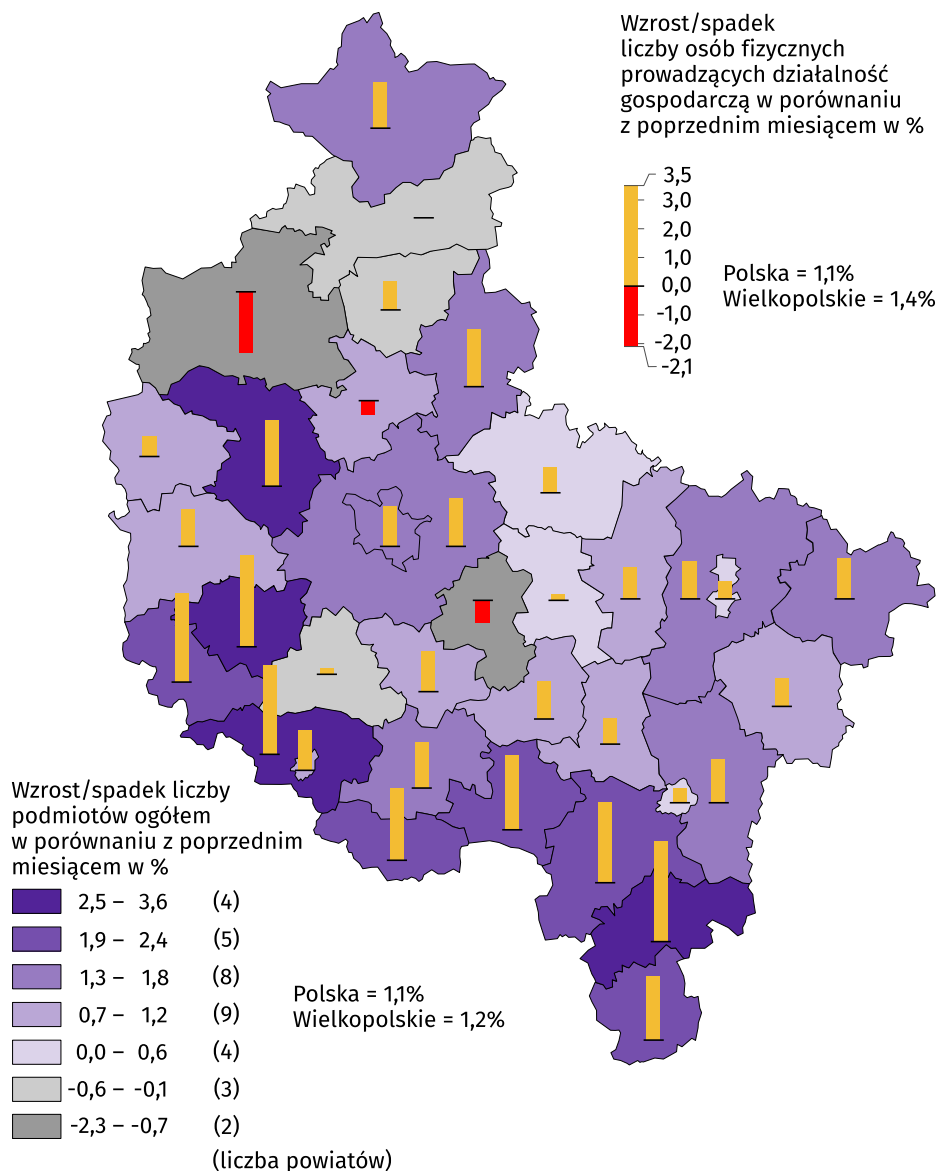 Wzrost/spadek
liczby osób fizycznych
prowadzących działalność
gospodarczą w porównaniu
z poprzednim miesiącem w %
3,5
3,0
2,0
1,0
0,0
-1,0
-2,0
-2,1
Polska = 1,1%
Wielkopolskie = 1,4%
Wzrost/spadek liczby
podmiotów ogółem
w porównaniu z poprzednim
miesiącem w %
2,5 – 3,6 (4)
1,9 – 2,4 (5)
1,3 – 1,8 (8)
0,7 – 1,2 (9)
0,0 – 0,6 (4)
-0,6 – -0,1 (3)
-2,3 – -0,7 (2)
(liczba powiatów)
Polska = 1,1%
Wielkopolskie = 1,2%